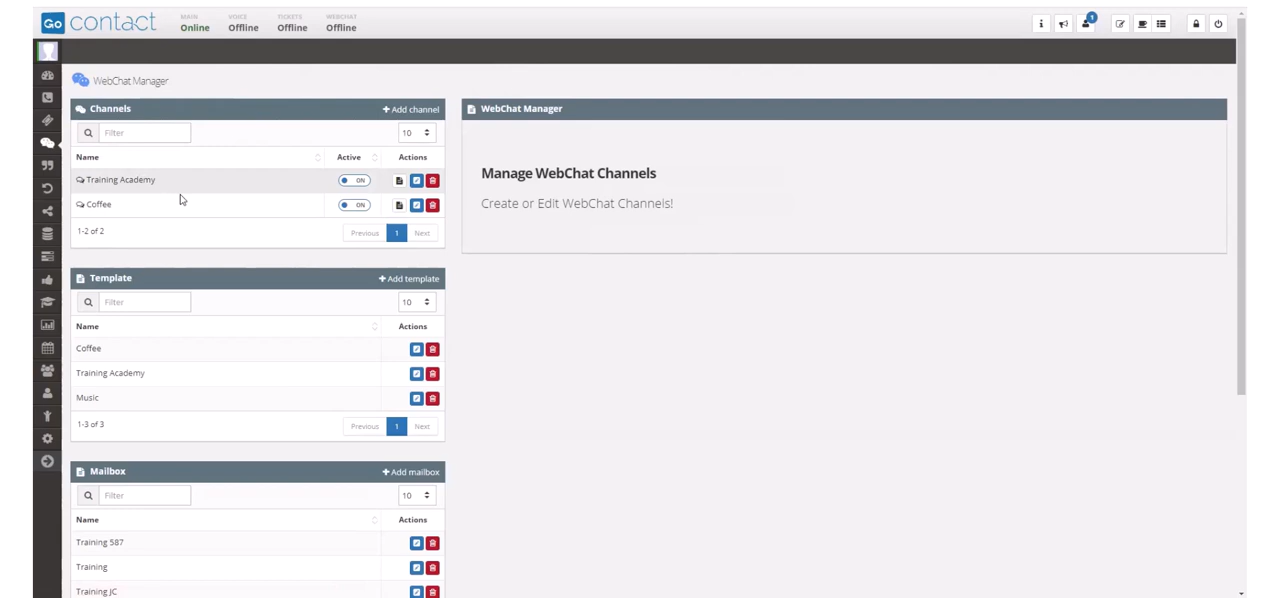 Go contact
MAIN VOICE TICKETS WEBCHAT
Online Offline Offline Offline
1
WebChat Manager
Channels + Add channel
Filter 10
Name Active Actions
Training Academy ON
Coffee ON
1-2 of 2 Previous 1 Next
Template + Add template
Filter 10
Name Actions
Coffee
Training Academy
Music
1-3 of 3 Previous 1 Next
Mailbox + Add mailbox
Filter 10
Name Actions
Training 587
Training
Training JC
WebChat Manager
Manage WebChat Channels
Create or Edit WebChat Channels!